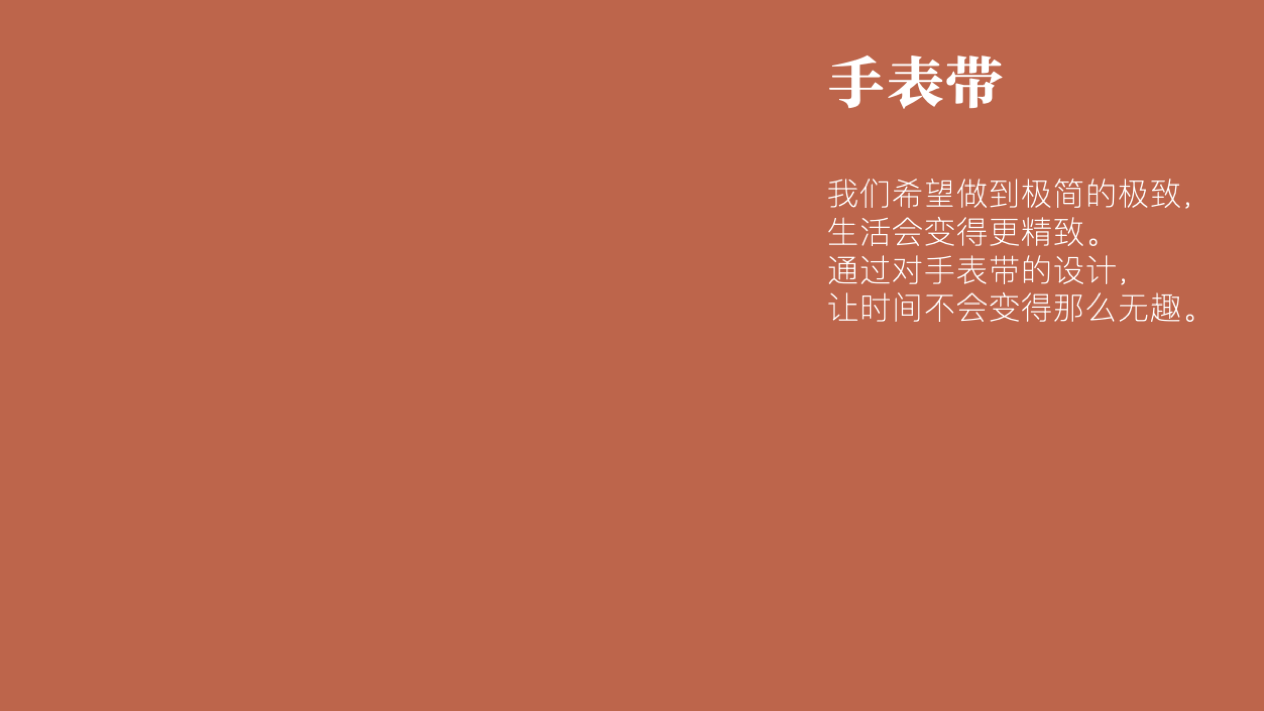 手表带
我们希望做到极简的极致，
生活会变得更精致。
通过对手表带的设计，
让时间不会变得那么无趣。